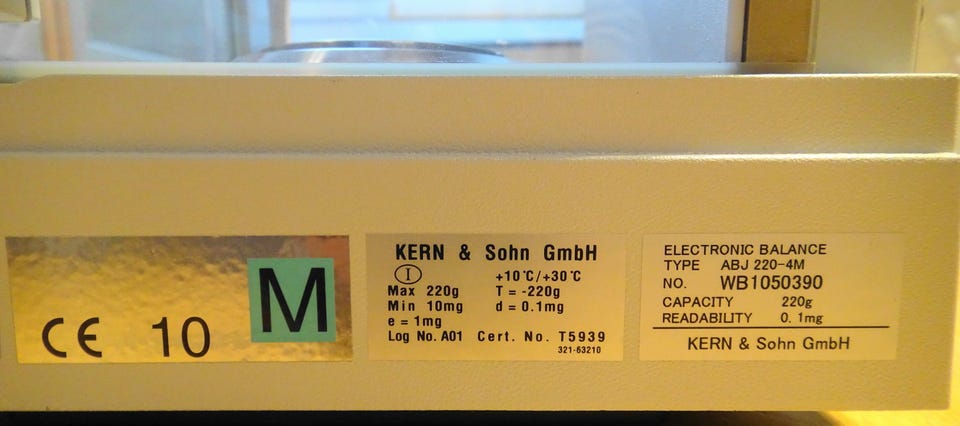 CE 10 M
KERN & Sohn GmbH
I +10°C/+30°C
Max 220g T = -220g
Min 10mg d = 0.1mg
e = 1mg
Log No. A01 Cert. No. T5939
321-63210
ELECTRONIC BALANCE
TYPE ABJ 220-4M
NO. WB1050390
CAPACITY 220g
READABILITY 0. 1mg
KERN & Sohn GmbH